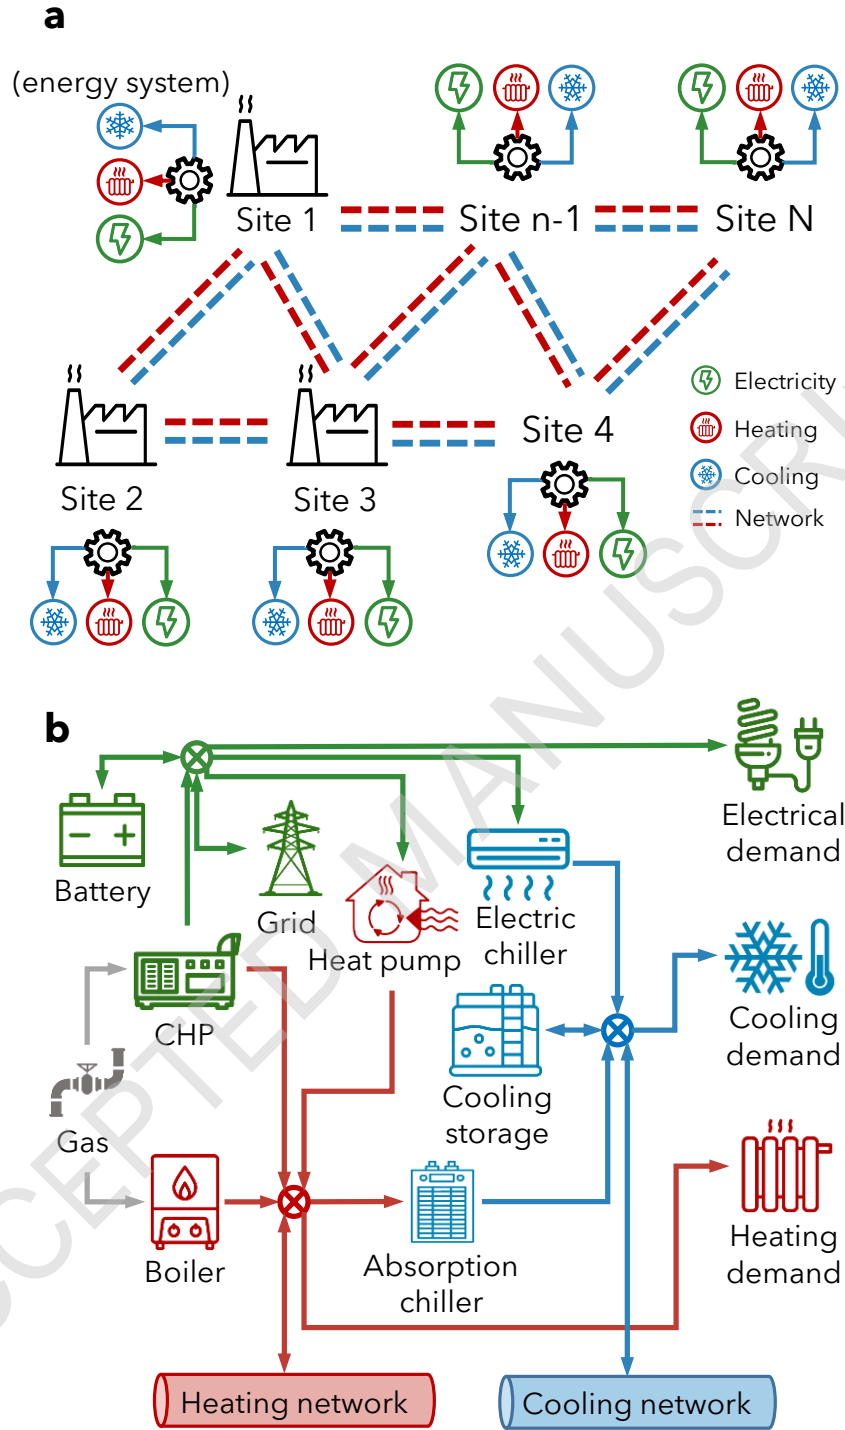 a
(energy system)
Site 1
Site n-1
Site N
Electricity
Heating
Cooling
Network
Site 4
Site 2
Site 3
b
Electrical
demand
Battery
Grid
Electric
chiller
Heat pump
CHP
Cooling
demand
Cooling
storage
Gas
Heating
demand
Boiler
Absorption
chiller
Heating network
Cooling network